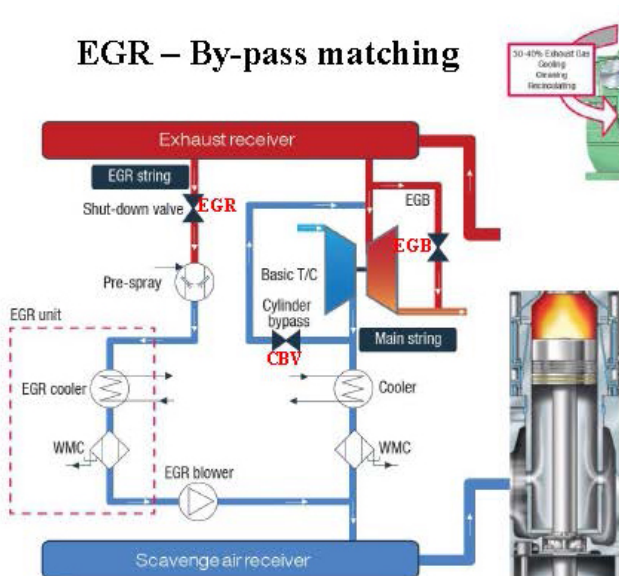 EGR – By-pass matching
30-40% Exhaust Gas
Cooling
Cleaning
Recirculating
Exhaust receiver
EGR string
Shut-down valve
EGR
EGB
EGB
Pre-spray
Basic T/C
Cylinder
bypass
CBV
Main string
EGR unit
EGR cooler
Cooler
WMC
WMC
EGR blower
Scavenge air receiver